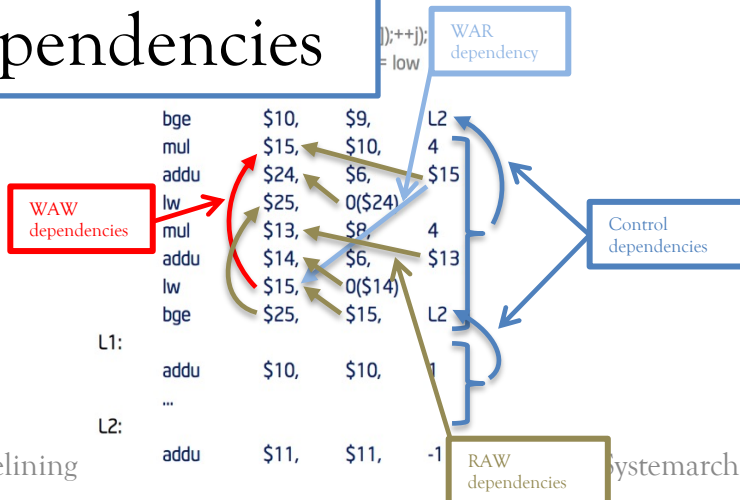 pendencies
]);++j);
= low
WAR
dependency
bge $10, $9, L2
mul $15, $10, 4
addu $24, $6, $15
lw $25, 0($24)
mul $13, $8, 4
addu $14, $6, $13
lw $15, 0($14)
bge $25, $15, L2
L1:
addu $10, $10, 1
...
L2:
addu $11, $11, -1
WAW
dependencies
Control
dependencies
RAW
dependencies
elining
Systemarch